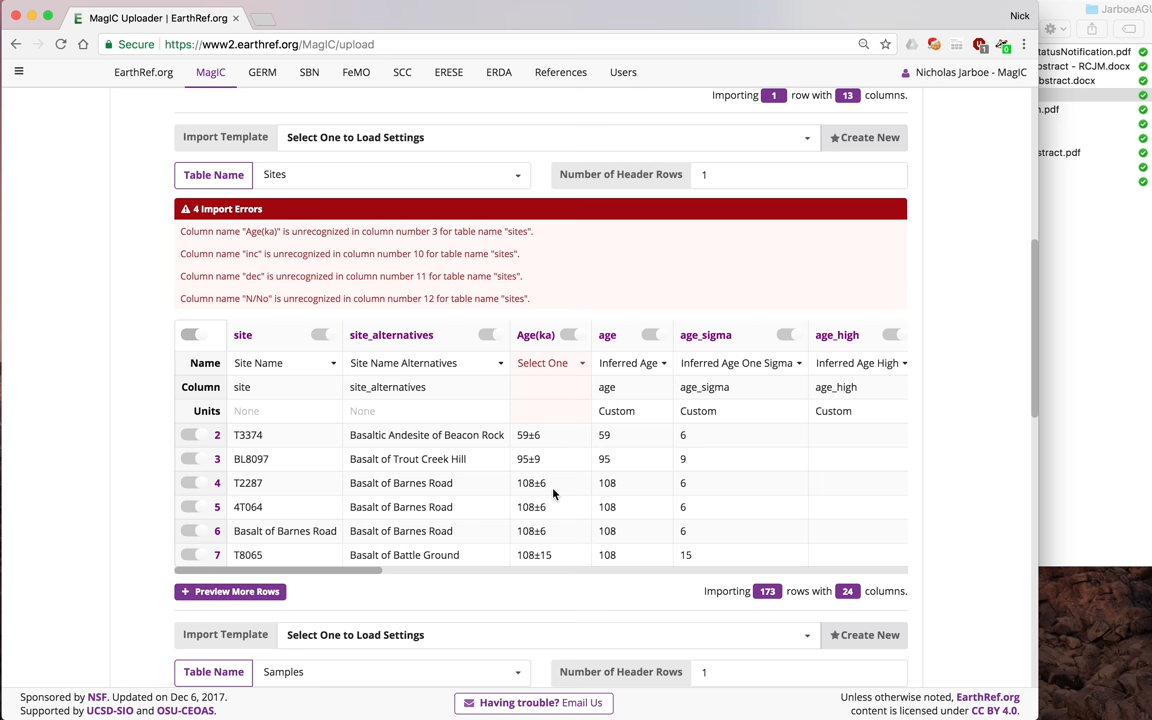 MagIC Uploader | EarthRef.org ×
Nick
Secure https://www2.earthref.org/MagIC/upload
JarboeAGU
tatusNotification.pdf
bstract - RCJM.docx
bstract.docx
n.pdf
stract.pdf
EarthRef.org MagIC GERM SBN FeMO SCC ERESE ERDA References Users Nicholas Jarboe - MagIC
Importing 1 row with 13 columns.
Import Template Select One to Load Settings Create New
Table Name Sites Number of Header Rows 1
4 Import Errors
Column name "Age(ka)" is unrecognized in column number 3 for table name "sites".
Column name "inc" is unrecognized in column number 10 for table name "sites".
Column name "dec" is unrecognized in column number 11 for table name "sites".
Column name "N/No" is unrecognized in column number 12 for table name "sites".
site site_alternatives Age(ka) age age_sigma age_high
Name Site Name Site Name Alternatives Select One Inferred Age Inferred Age One Sigma Inferred Age High
Column site site_alternatives age age_sigma age_high
Units None None Custom Custom Custom
2 T3374 Basaltic Andesite of Beacon Rock 59±6 59 6
3 BL8097 Basalt of Trout Creek Hill 95±9 95 9
4 T2287 Basalt of Barnes Road 108±6 108 6
5 4T064 Basalt of Barnes Road 108±6 108 6
6 Basalt of Barnes Road Basalt of Barnes Road 108±6 108 6
7 T8065 Basalt of Battle Ground 108±15 108 15
+ Preview More Rows Importing 173 rows with 24 columns.
Import Template Select One to Load Settings Create New
Table Name Samples Number of Header Rows 1
Sponsored by NSF. Updated on Dec 6, 2017.
Supported by UCSD-SIO and OSU-CEOAS.
Having trouble? Email Us
Unless otherwise noted, EarthRef.org
content is licensed under CC BY 4.0.